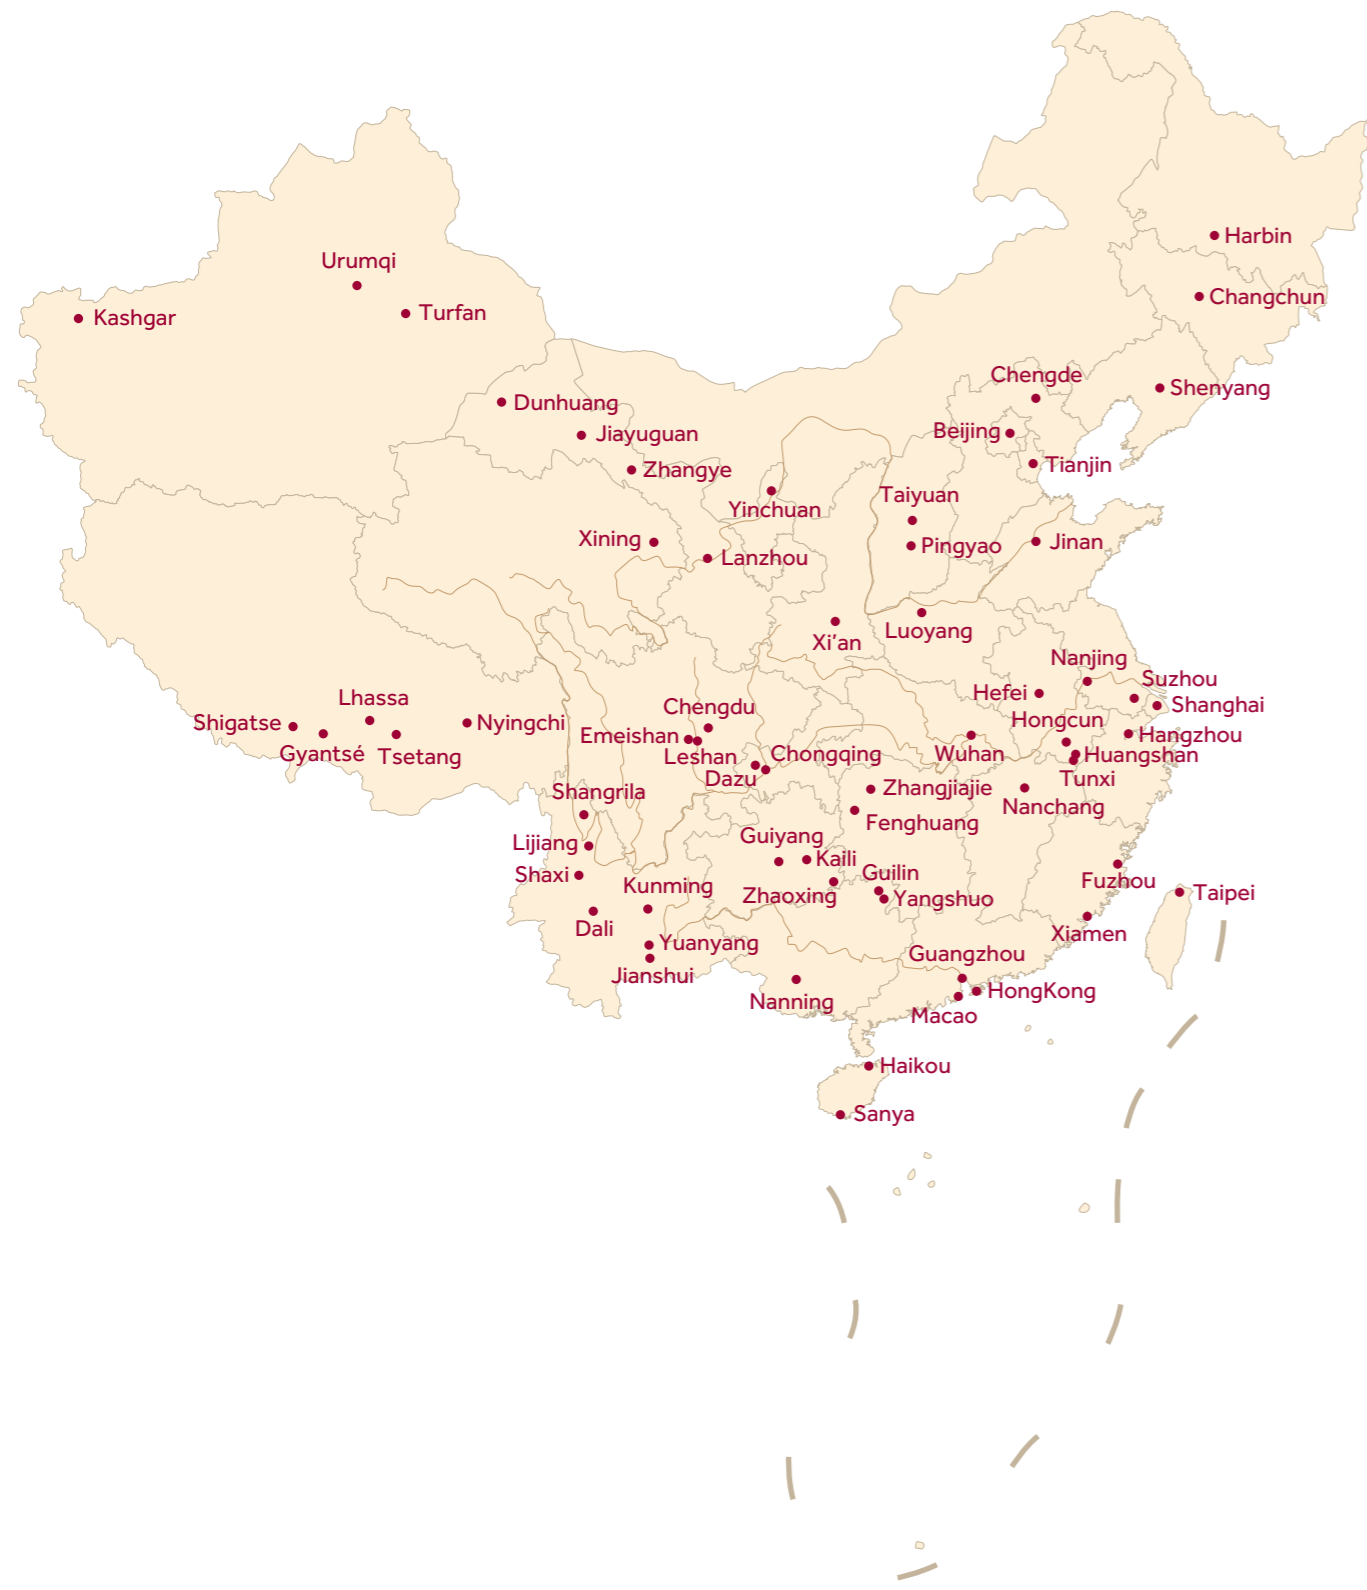 Harbin
Urumqi
Changchun
Turfan
Kashgar
Chengde
Shenyang
Dunhuang
Beijing
Jiayuguan
Tianjin
Zhangye
Taiyuan
Yinchuan
Xining
Pingyao
Jinan
Lanzhou
Luoyang
Xi’an
Nanjing
Suzhou
Hefei
Lhassa
Shanghai
Chengdu
Hongcun
Shigatse
Nyingchi
Emeishan
Hangzhou
Gyantsé
Tsetang
Leshan
Chongqing
Wuhan
Huangshan
Dazu
Tunxi
Shangrila
Zhangjiajie
Nanchang
Fenghuang
Guiyang
Lijiang
Kaili
Shaxi
Guilin
Kunming
Fuzhou
Zhaoxing
Yangshuo
Taipei
Dali
Xiamen
Yuanyang
Guangzhou
Jianshui
HongKong
Nanning
Macao
Haikou
Sanya